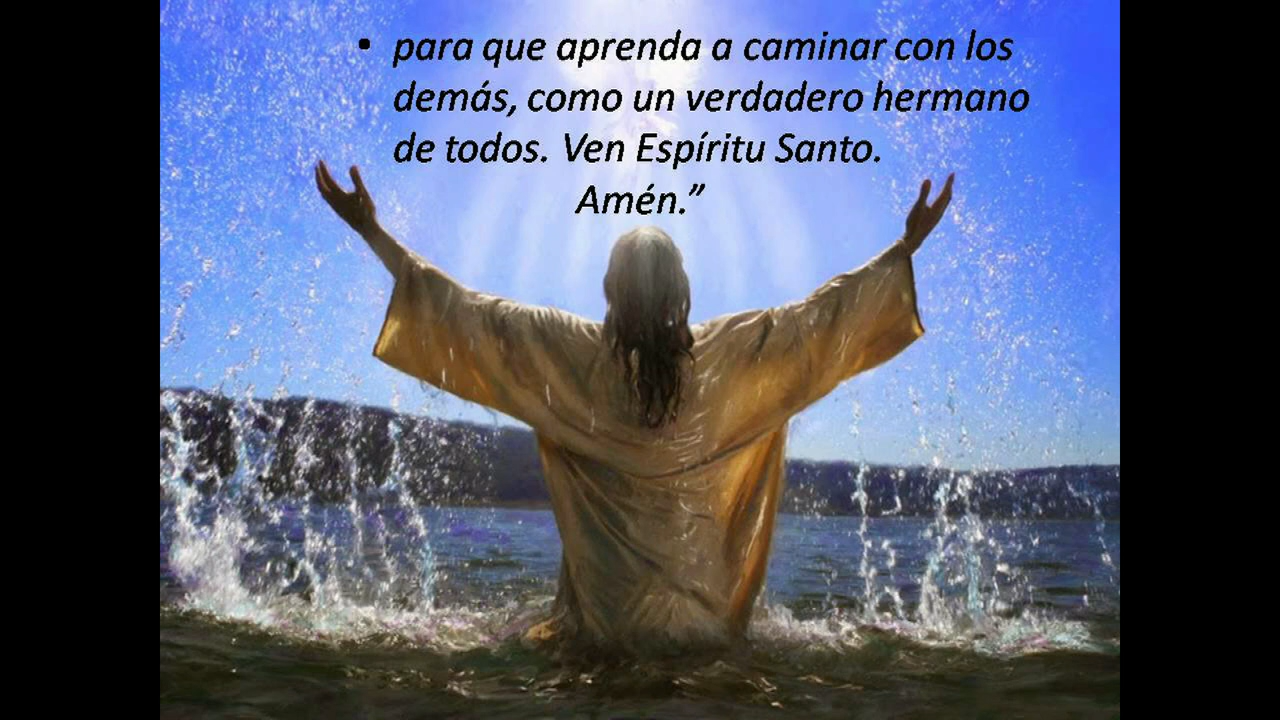 • para que aprenda a caminar con los
demás, como un verdadero hermano
de todos. Ven Espíritu Santo.
Amén.”